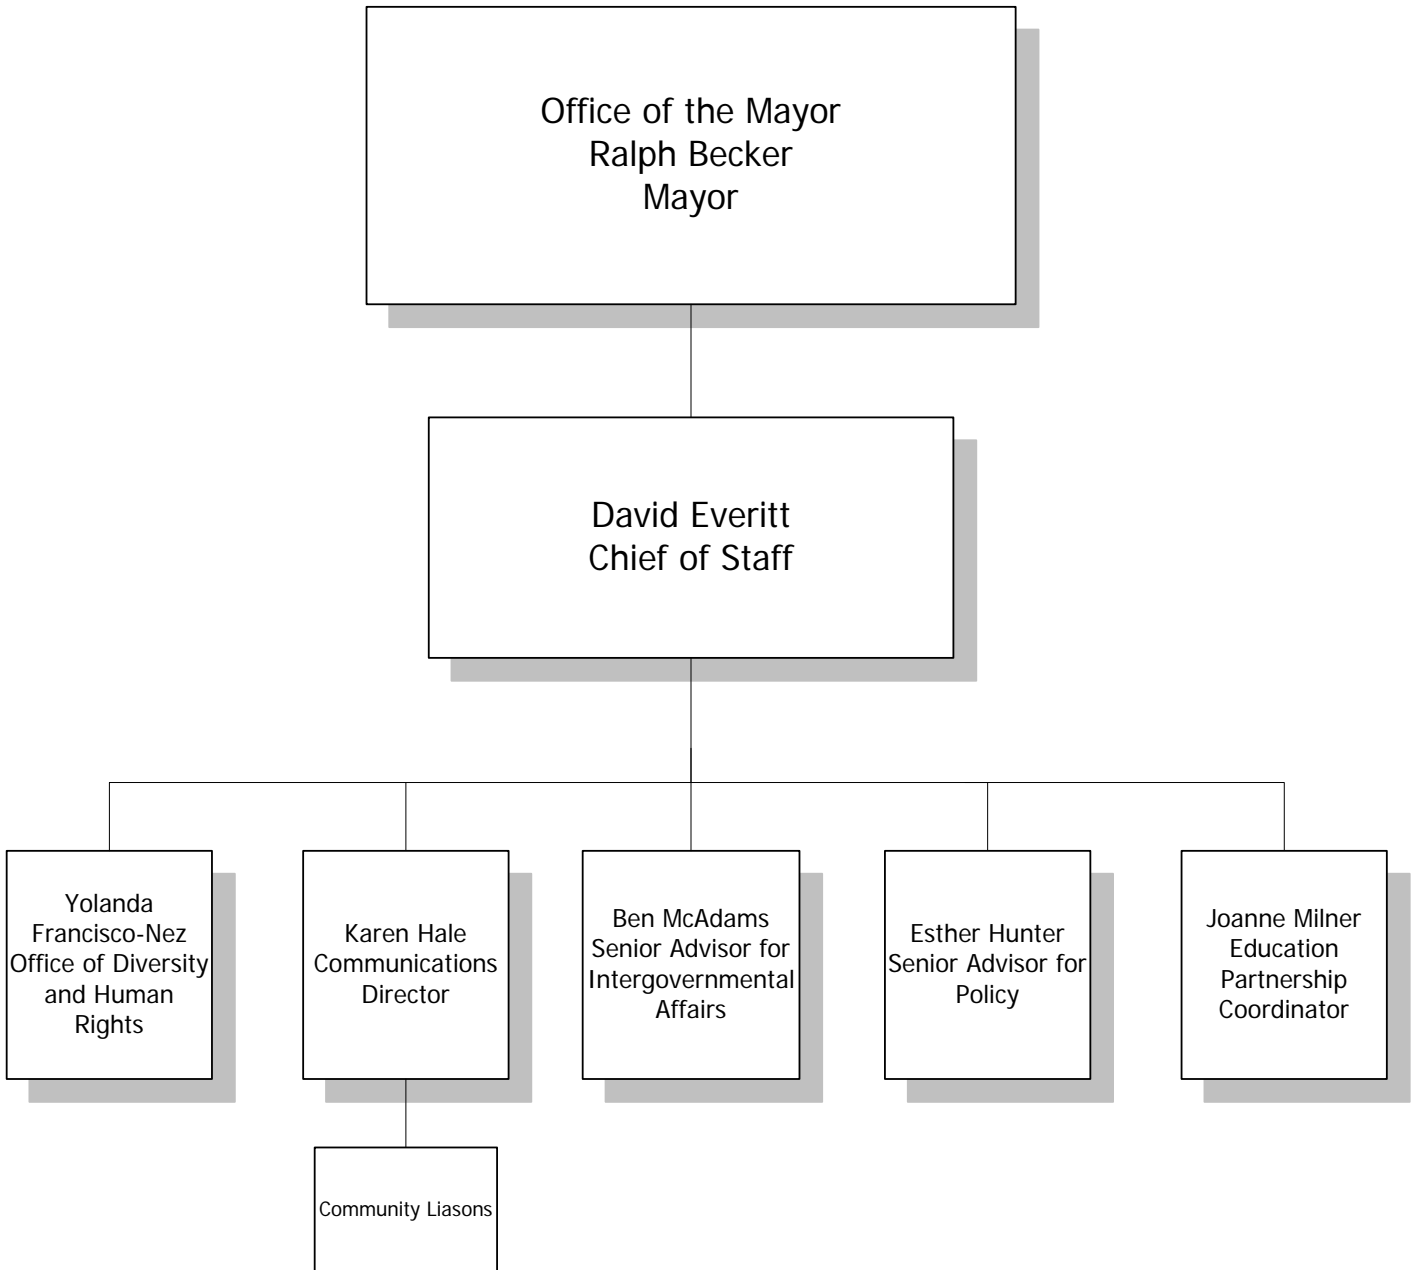 Office of the Mayor
Ralph Becker
Mayor
David Everitt
Chief of Staff
Yolanda
Francisco-Nez
Office of Diversity
and Human
Rights
Karen Hale
Communications
Director
Ben McAdams
Senior Advisor for
Intergovernmental
Affairs
Esther Hunter
Senior Advisor for
Policy
Joanne Milner
Education
Partnership
Coordinator
Community Liasons